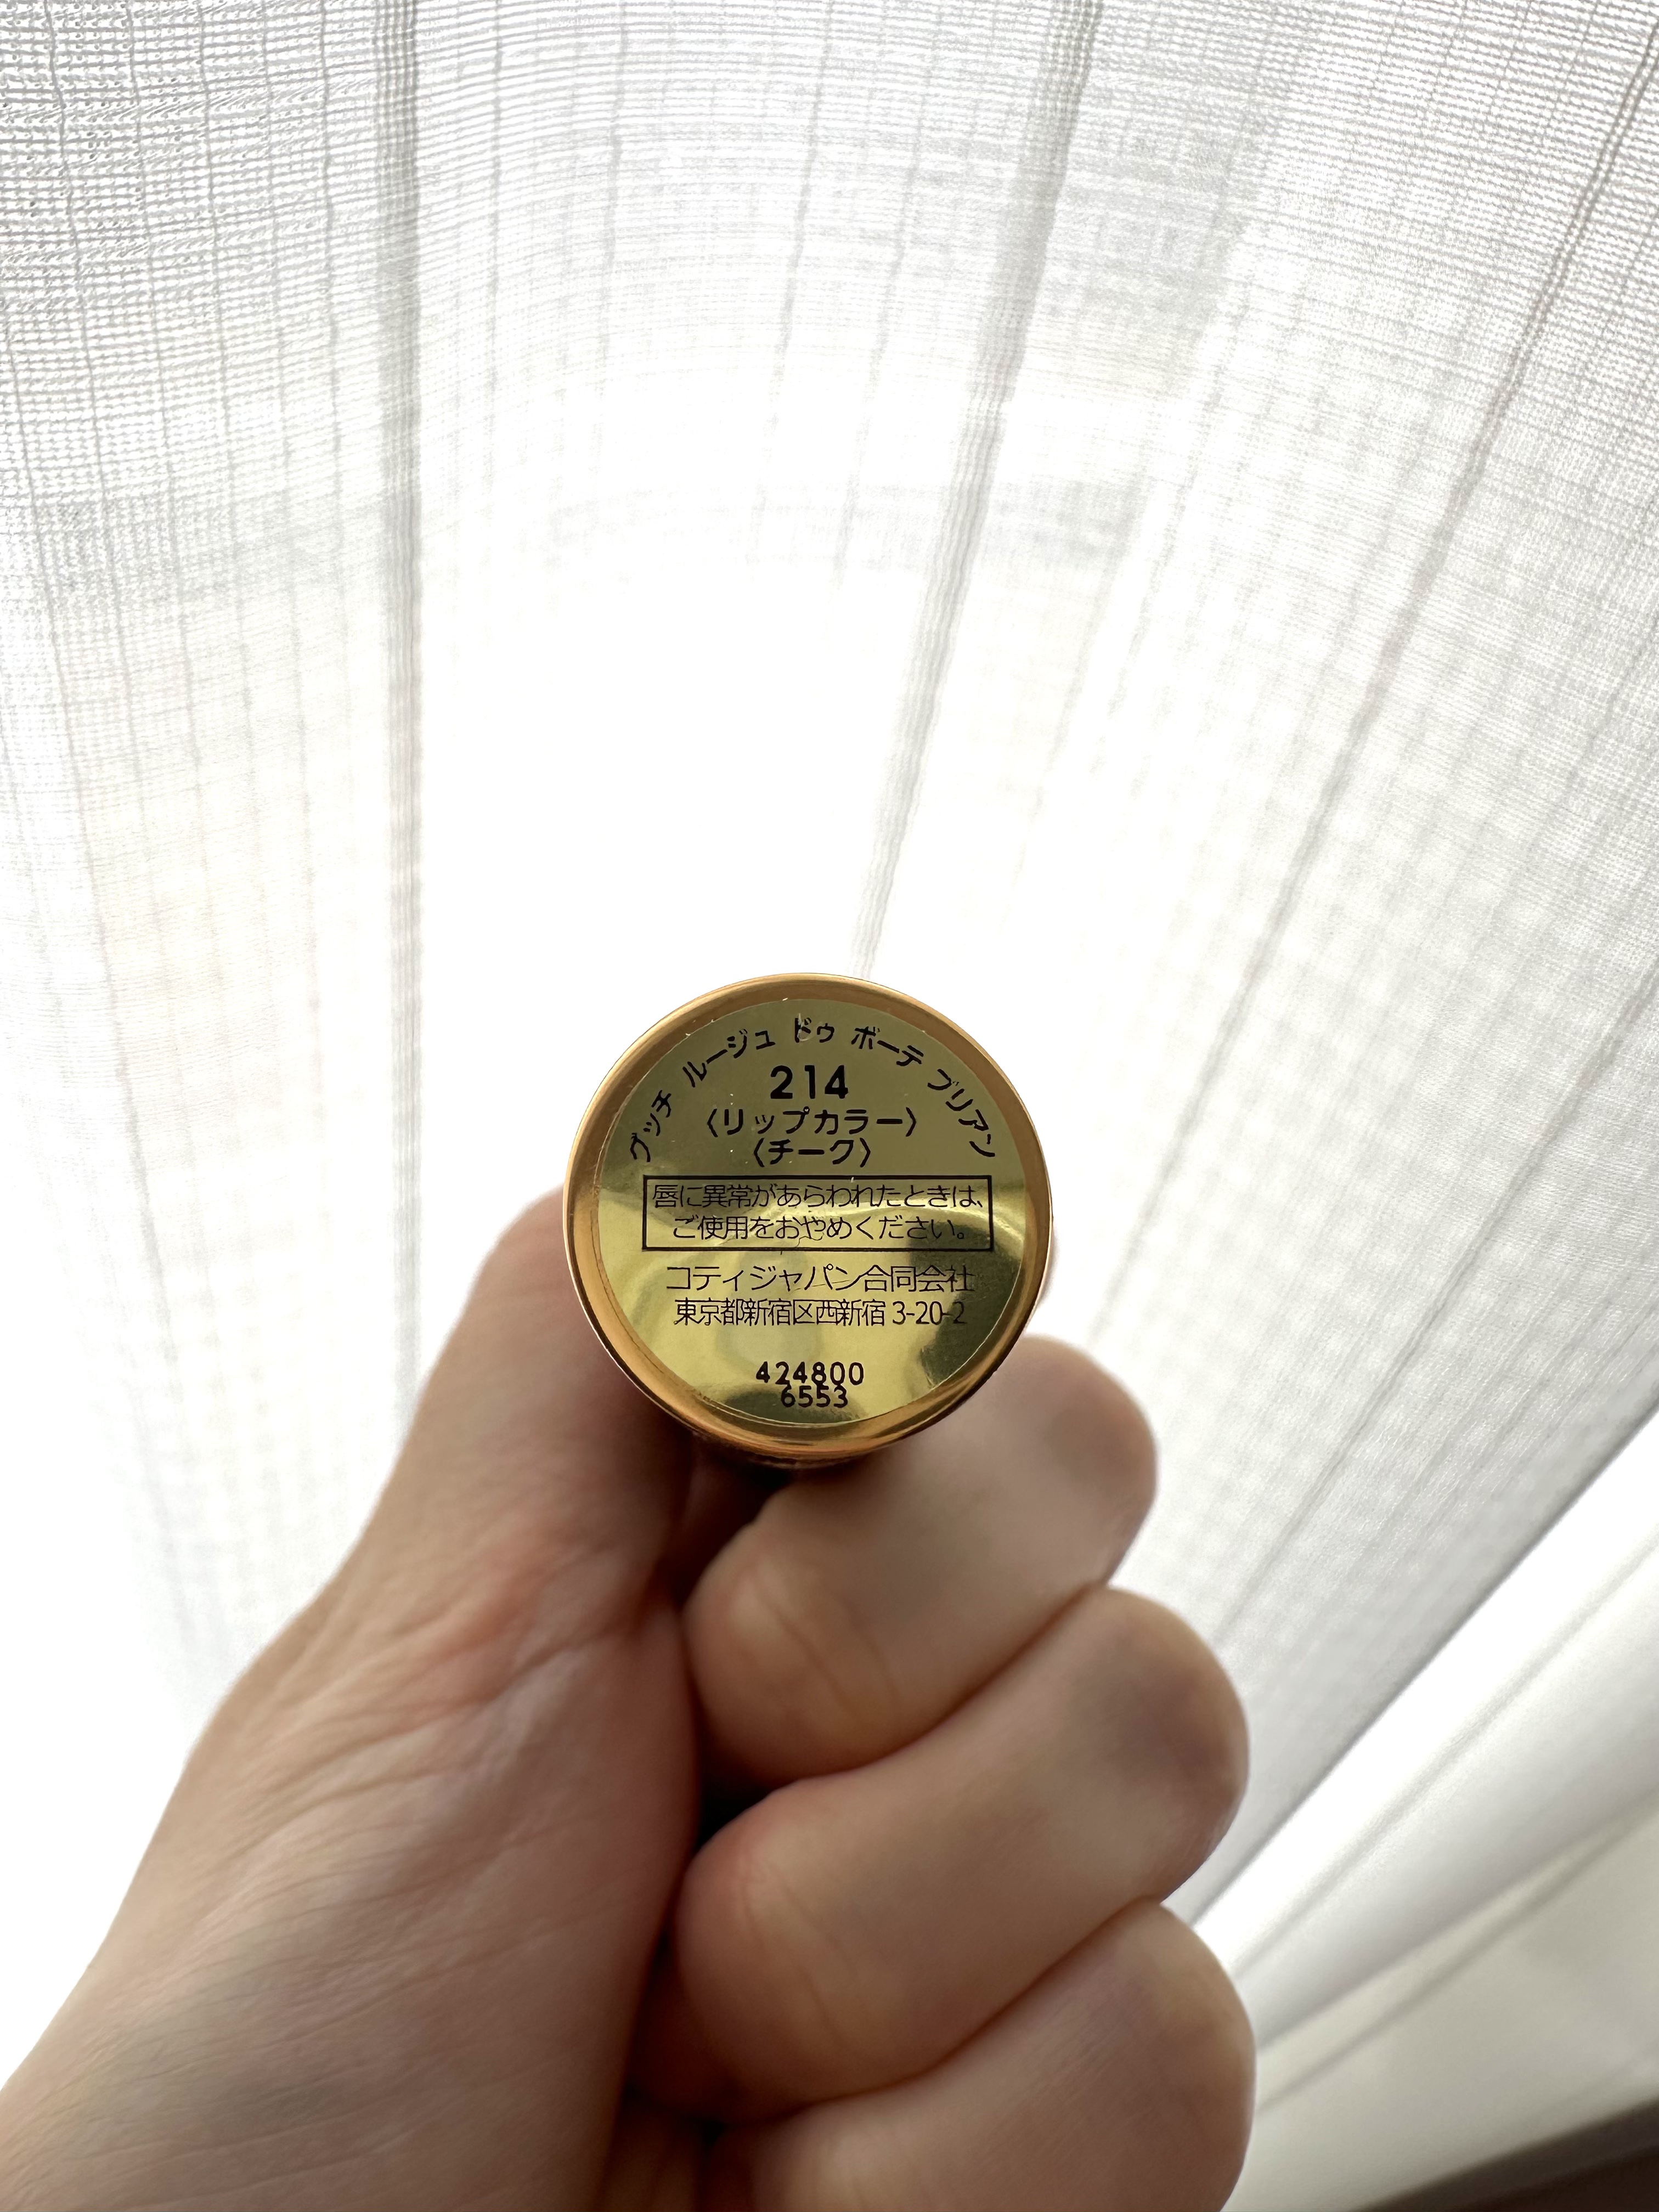 グッチ ルージュ ドゥ ボーテ ブリアン
214
〈リップカラー〉
〈チーク〉
唇に異常があらわれたときは、
ご使用をおやめください。
コティジャパン合同会社
東京都新宿区西新宿 3-20-2
424800
6553